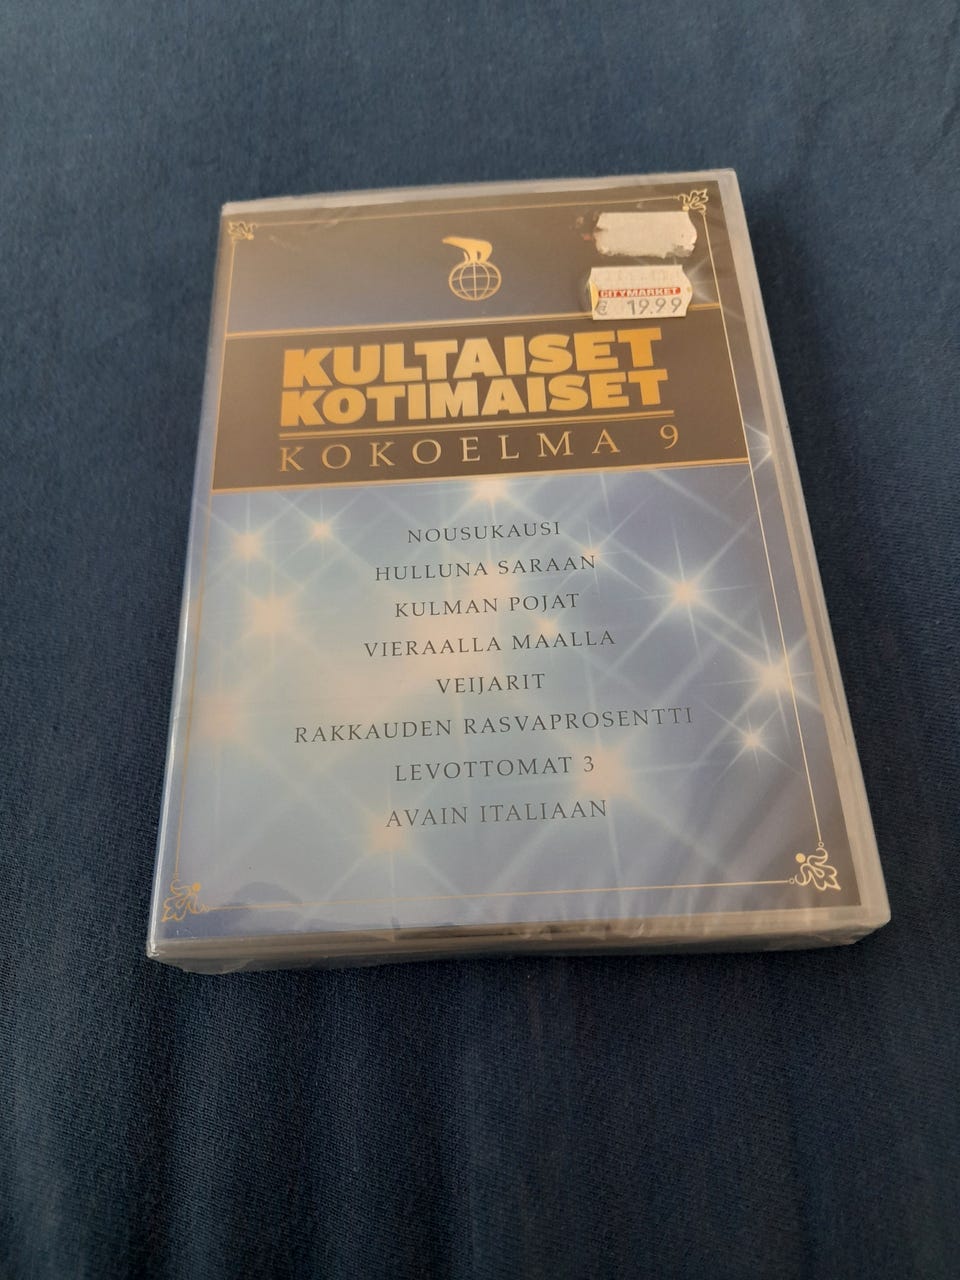 CITYMARKET
€ 19.99
KULTAISET
KOTIMAISET
KOKOELMA 9
NOUSUKAUSI
HULLUNA SARAAN
KULMAN POJAT
VIERAALLA MAALLA
VEIJARIT
RAKKAUDEN RASVAPROSENTTI
LEVOTTOMAT 3
AVAIN ITALIAAN